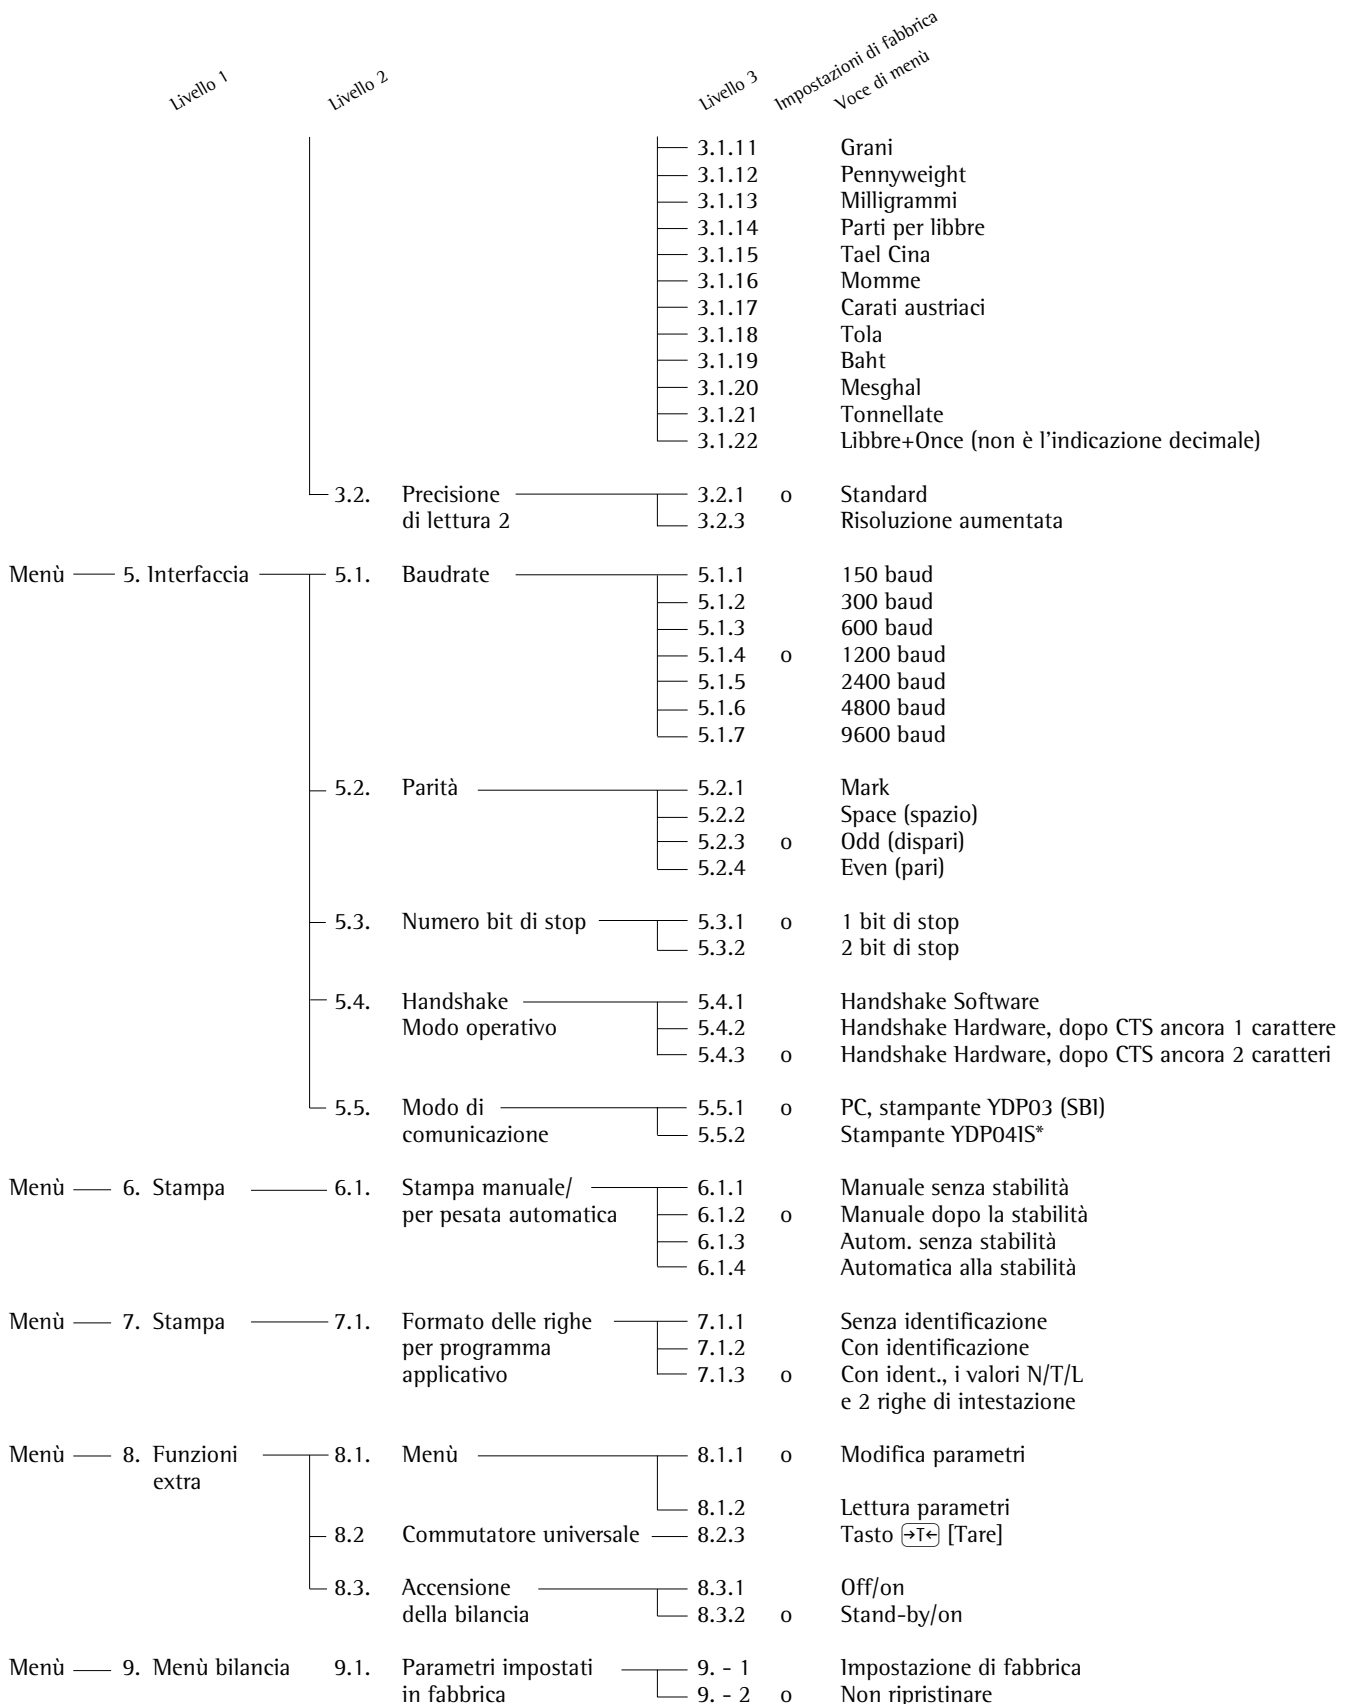 Livello 1 Livello 2 Livello 3 Impostazioni di fabbrica Voce di menù
3.1.11 Grani
3.1.12 Pennyweight
3.1.13 Milligrammi
3.1.14 Parti per libbre
3.1.15 Tael Cina
3.1.16 Momme
3.1.17 Carati austriaci
3.1.18 Tola
3.1.19 Baht
3.1.20 Mesghal
3.1.21 Tonnellate
3.1.22 Libbre+Once (non è l'indicazione decimale)
3.2. Precisione 3.2.1 o Standard
di lettura 2 3.2.3 Risoluzione aumentata
Menù 5. Interfaccia 5.1. Baudrate 5.1.1 150 baud
5.1.2 300 baud
5.1.3 600 baud
5.1.4 o 1200 baud
5.1.5 2400 baud
5.1.6 4800 baud
5.1.7 9600 baud
5.2. Parità 5.2.1 Mark
5.2.2 Space (spazio)
5.2.3 o Odd (dispari)
5.2.4 Even (pari)
5.3. Numero bit di stop 5.3.1 o 1 bit di stop
5.3.2 2 bit di stop
5.4. Handshake 5.4.1 Handshake Software
Modo operativo 5.4.2 Handshake Hardware, dopo CTS ancora 1 carattere
5.4.3 o Handshake Hardware, dopo CTS ancora 2 caratteri
5.5. Modo di 5.5.1 o PC, stampante YDP03 (SBI)
comunicazione 5.5.2 Stampante YDP04IS*
Menù 6. Stampa 6.1. Stampa manuale/ 6.1.1 Manuale senza stabilità
per pesata automatica 6.1.2 o Manuale dopo la stabilità
6.1.3 Autom. senza stabilità
6.1.4 Automatica alla stabilità
Menù 7. Stampa 7.1. Formato delle righe 7.1.1 Senza identificazione
per programma 7.1.2 Con identificazione
applicativo 7.1.3 o Con ident., i valori N/T/L
e 2 righe di intestazione
Menù 8. Funzioni 8.1. Menù 8.1.1 o Modifica parametri
extra
8.1.2 Lettura parametri
8.2 Commutatore universale 8.2.3 Tasto →T← [Tare]
8.3. Accensione 8.3.1 Off/on
della bilancia 8.3.2 o Stand-by/on
Menù 9. Menù bilancia 9.1. Parametri impostati 9. - 1 Impostazione di fabbrica
in fabbrica 9. - 2 o Non ripristinare